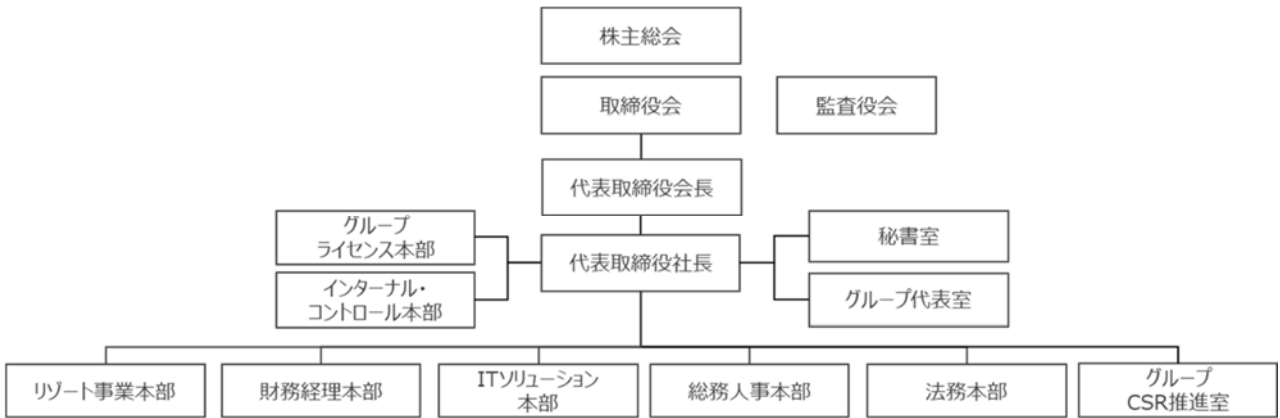 株主総会
取締役会
監査役会
代表取締役会長
グループ
ライセンス本部
代表取締役社長
秘書室
インターナル・
コントロール本部
グループ代表室
リゾート事業本部
財務経理本部
ITソリューション
本部
総務人事本部
法務本部
グループ
CSR推進室